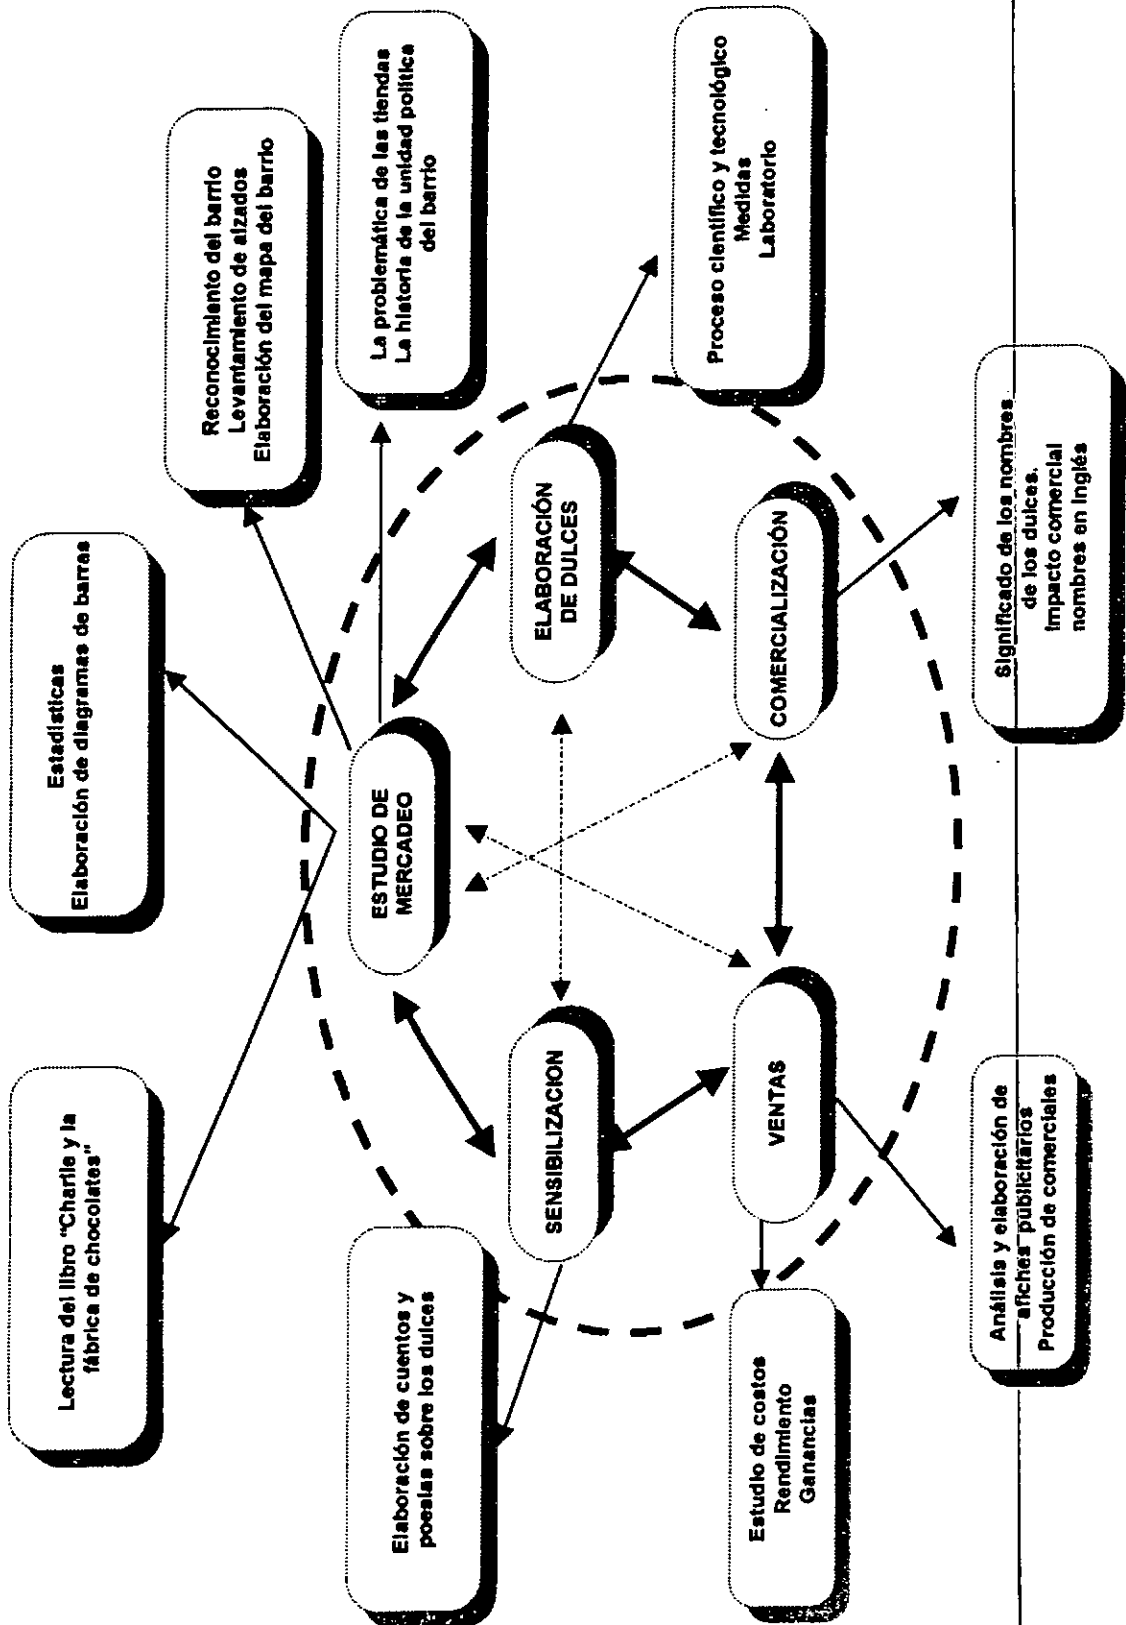 Lectura del libro "Charlie y la
fábrica de chocolates"
Estadísticas
Elaboración de diagramas de barras
Reconocimiento del barrio
Levantamiento de alzados
Elaboración del mapa del barrio
La problemática de las tiendas
La historia de la unidad política
del barrio
Elaboración de cuentos y
poesías sobre los dulces
ESTUDIO DE
MERCADEO
SENSIBILIZACION
ELABORACIÓN
DE DULCES
Proceso científico y tecnológico
Medidas
Laboratorio
VENTAS
COMERCIALIZACIÓN
Estudio de costos
Rendimiento
Ganancias
Análisis y elaboración de
afiches publicitarios
Producción de comerciales
Significado de los nombres
de los dulces.
Impacto comercial
nombres en inglés